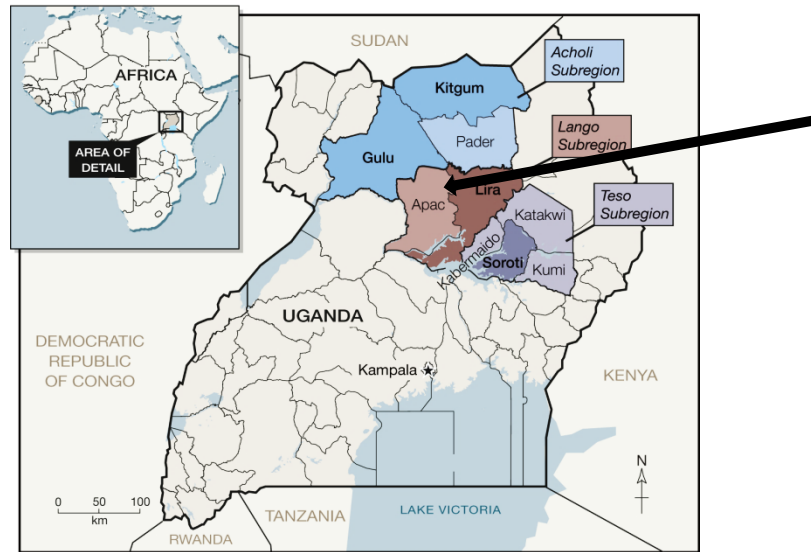 SUDAN
AFRICA
AREA OF
DETAIL
Acholi
Subregion
Kitgum
Pader
Gulu
Lango
Subregion
Lira
Apac
Teso
Subregion
Katakwi
Kabermaido
Soroti
Kumi
UGANDA
DEMOCRATIC
REPUBLIC
OF CONGO
Kampala
KENYA
N
0 50 100
km
TANZANIA
LAKE VICTORIA
RWANDA